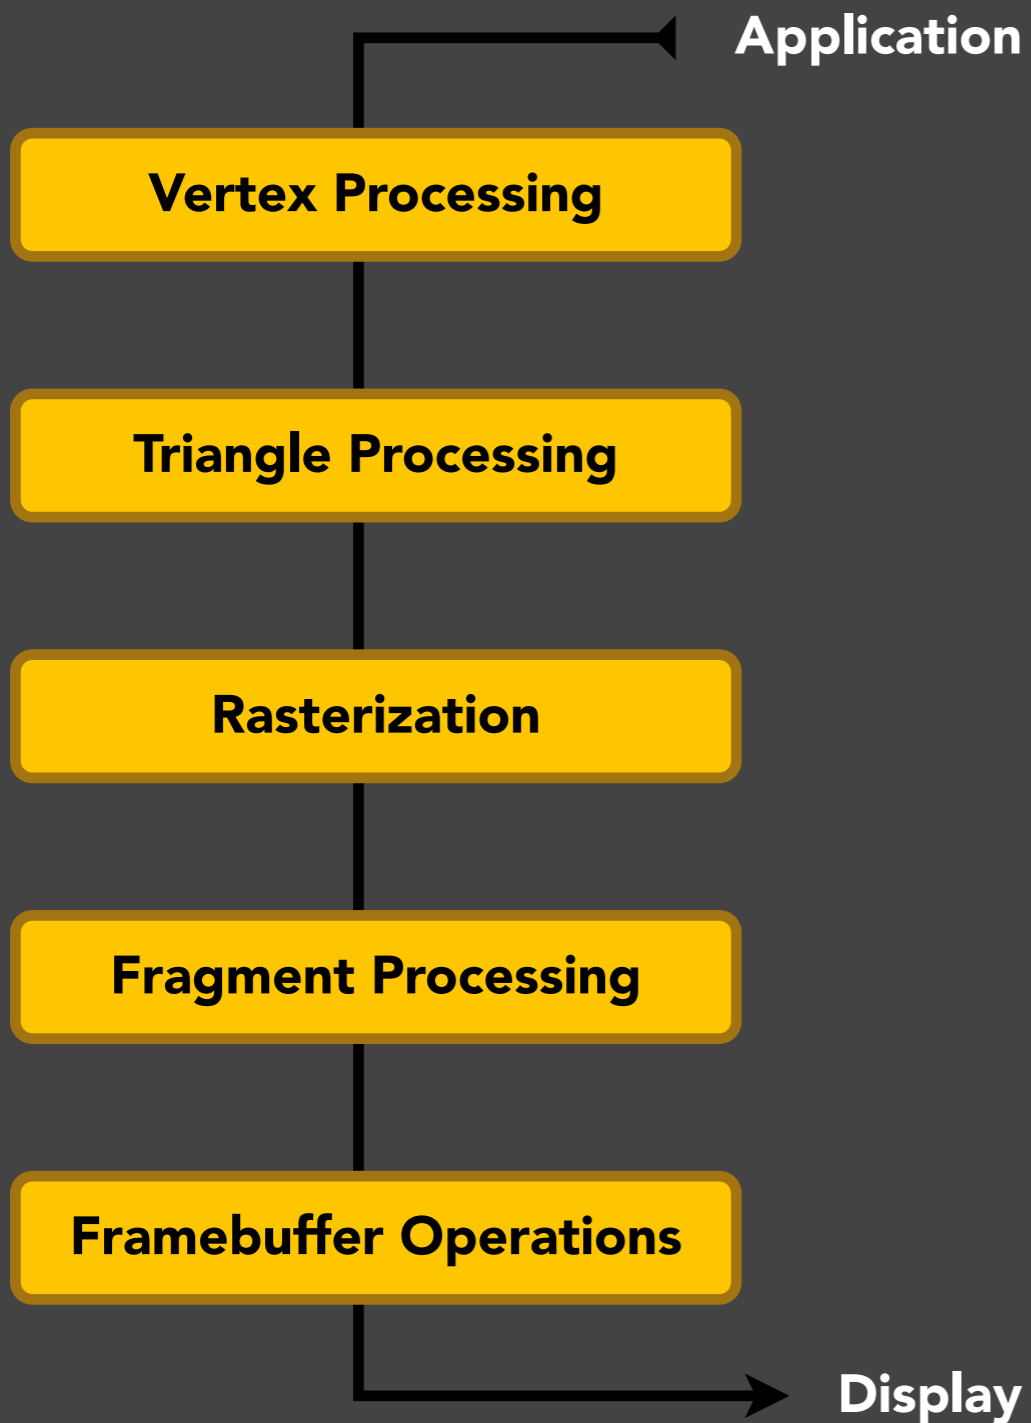 Application
Vertex Processing
Triangle Processing
Rasterization
Fragment Processing
Framebuffer Operations
Display